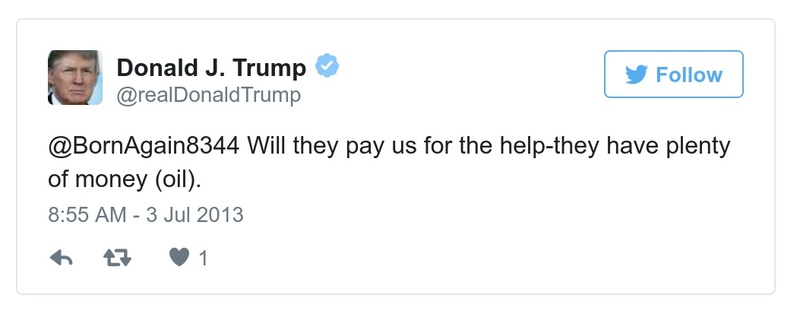 Donald J. Trump
@realDonaldTrump
Follow
@BornAgain8344 Will they pay us for the help-they have plenty
of money (oil).
8:55 AM - 3 Jul 2013
1